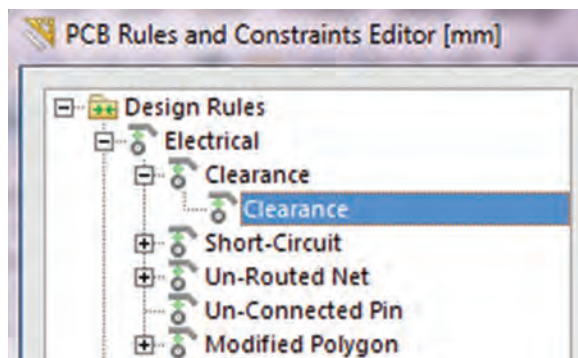 PCB Rules and Constraints Editor [mm]
Design Rules
Electrical
Clearance
Clearance
Short-Circuit
Un-Routed Net
Un-Connected Pin
Modified Polygon